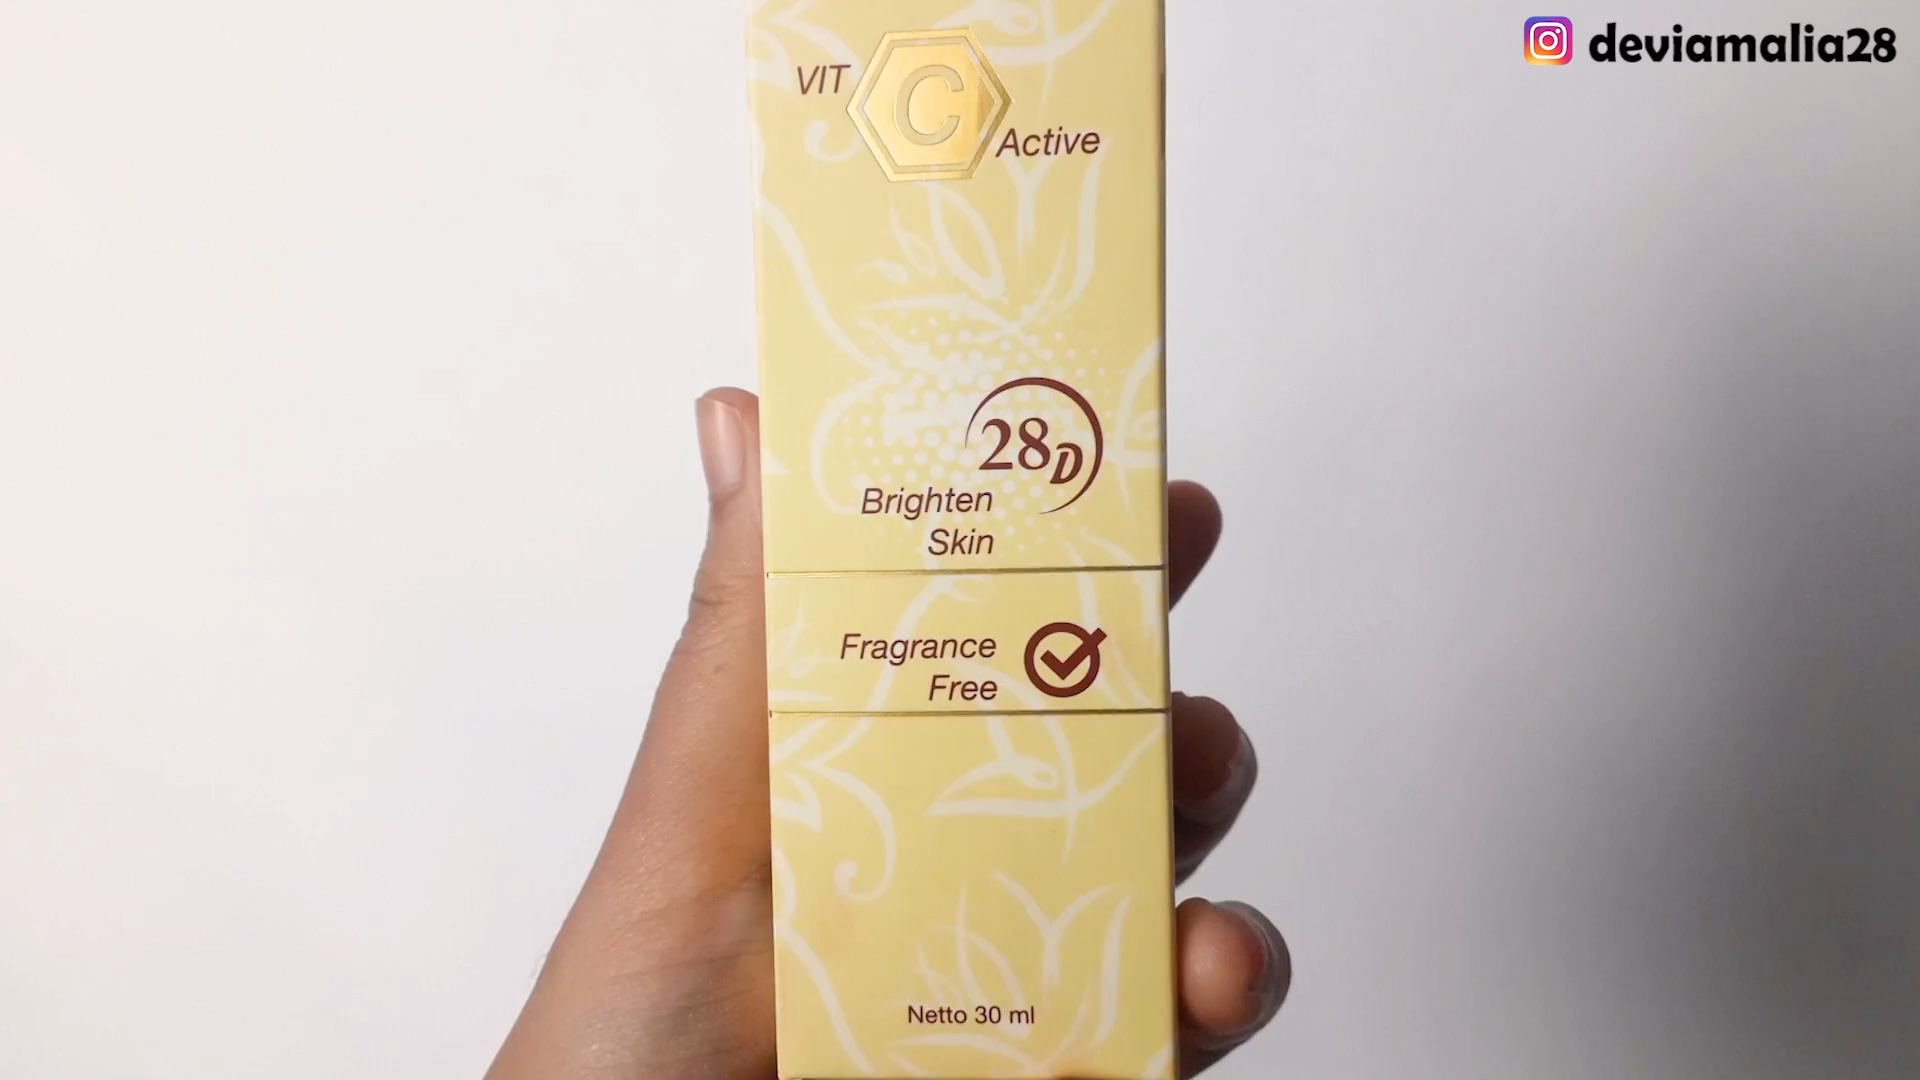 deviamalia28
VIT C Active
28D
Brighten
Skin
Fragrance
Free
Netto 30 ml